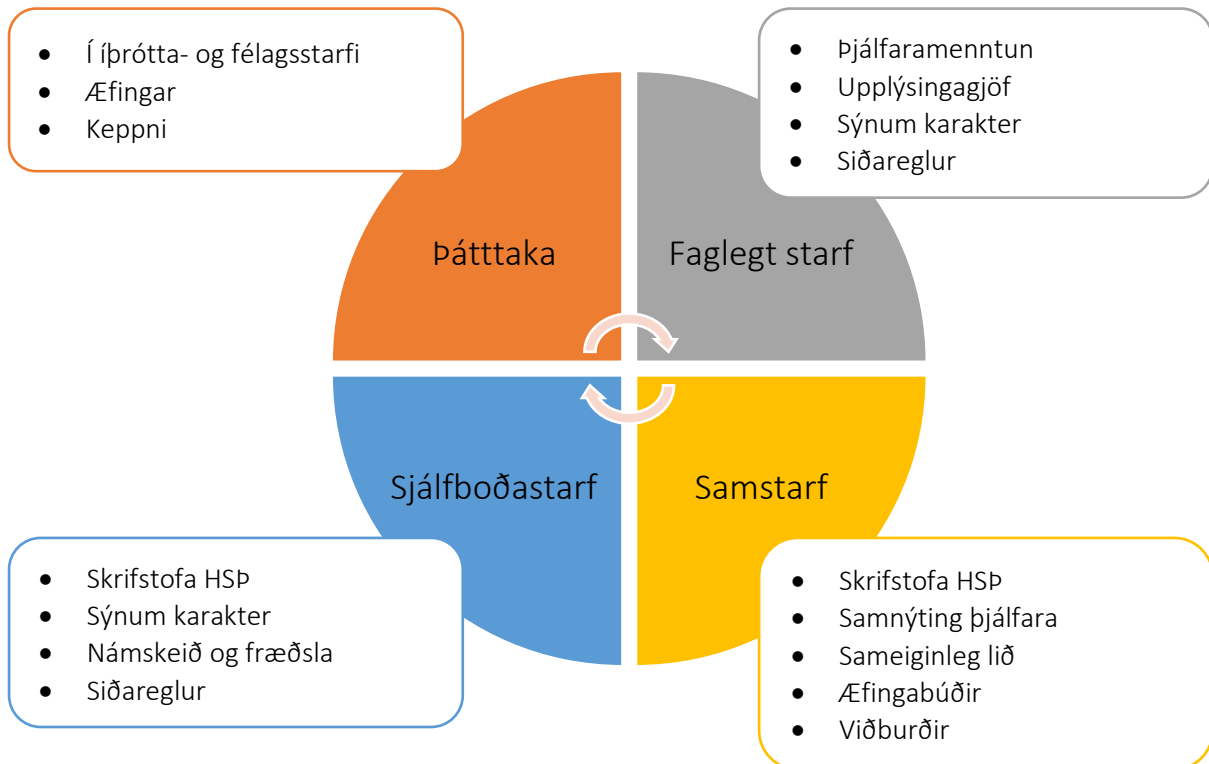 • Í íþrótta- og félagsstarfi
• Æfingar
• Keppni
• Þjálfaramenntun
• Upplýsingagjöf
• Sýnum karakter
• Siðareglur
Þátttaka
Faglegt starf
Sjálfboðastarf
Samstarf
• Skrifstofa HSÞ
• Sýnum karakter
• Námskeið og fræðsla
• Siðareglur
• Skrifstofa HSÞ
• Samnýting þjálfara
• Sameiginleg lið
• Æfingabúðir
• Viðburðir